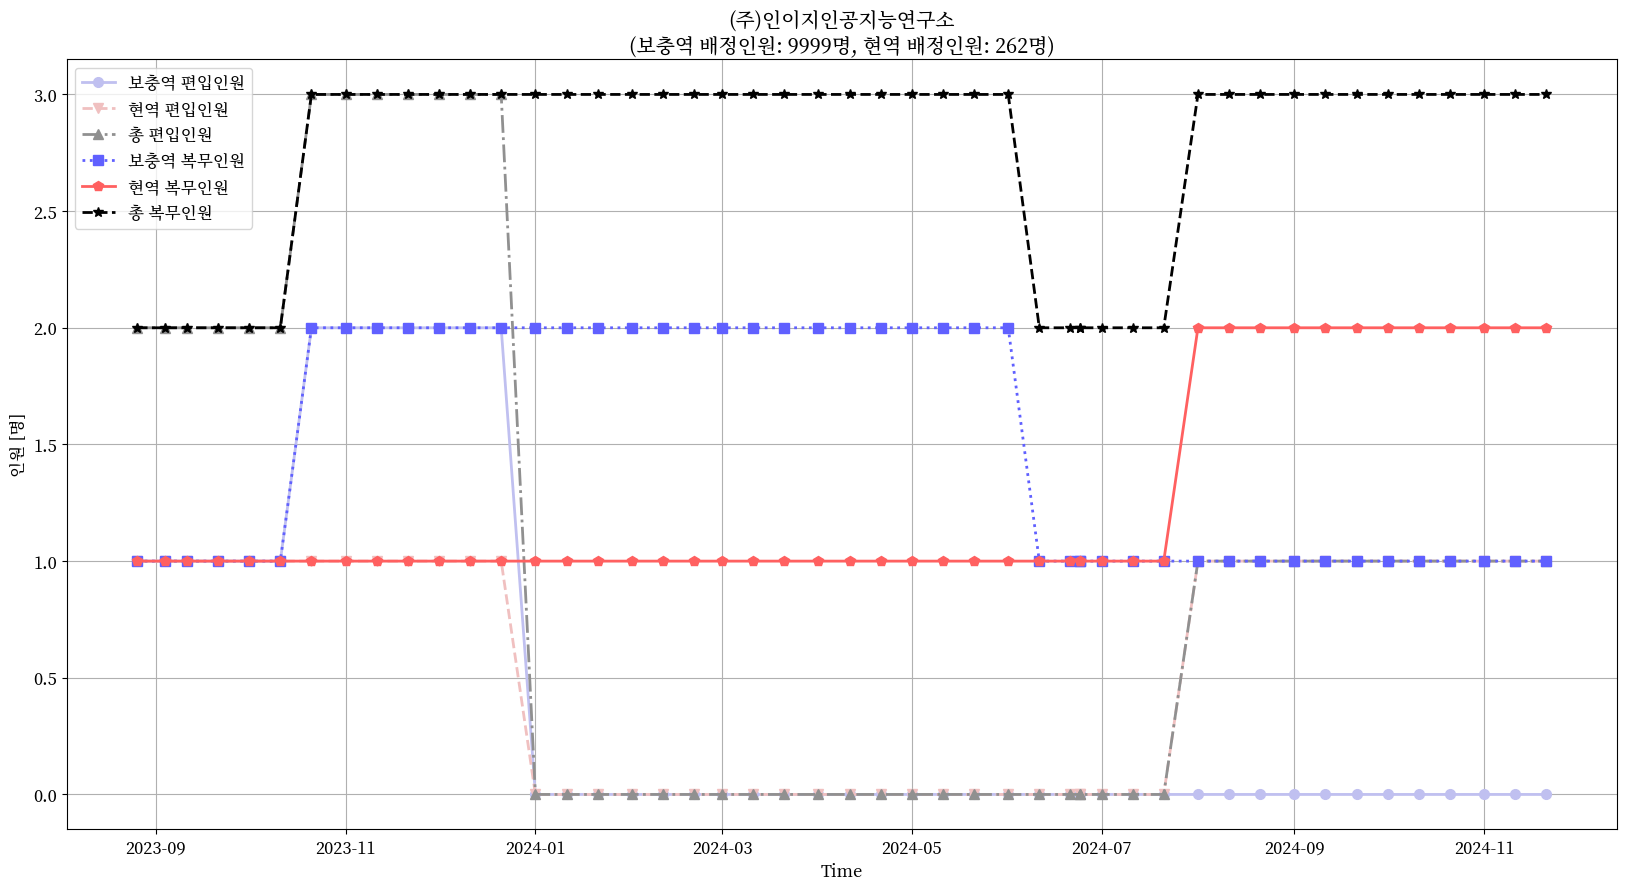 (주)인이지인공지능연구소
(보충역 배정인원: 9999명, 현역 배정인원: 262명)
보충역 편입인원
현역 편입인원
총 편입인원
보충역 복무인원
현역 복무인원
총 복무인원
3.0
2.5
2.0
1.5
1.0
0.5
0.0
인원 [명]
2023-09 2023-11 2024-01 2024-03 2024-05 2024-07 2024-09 2024-11
Time